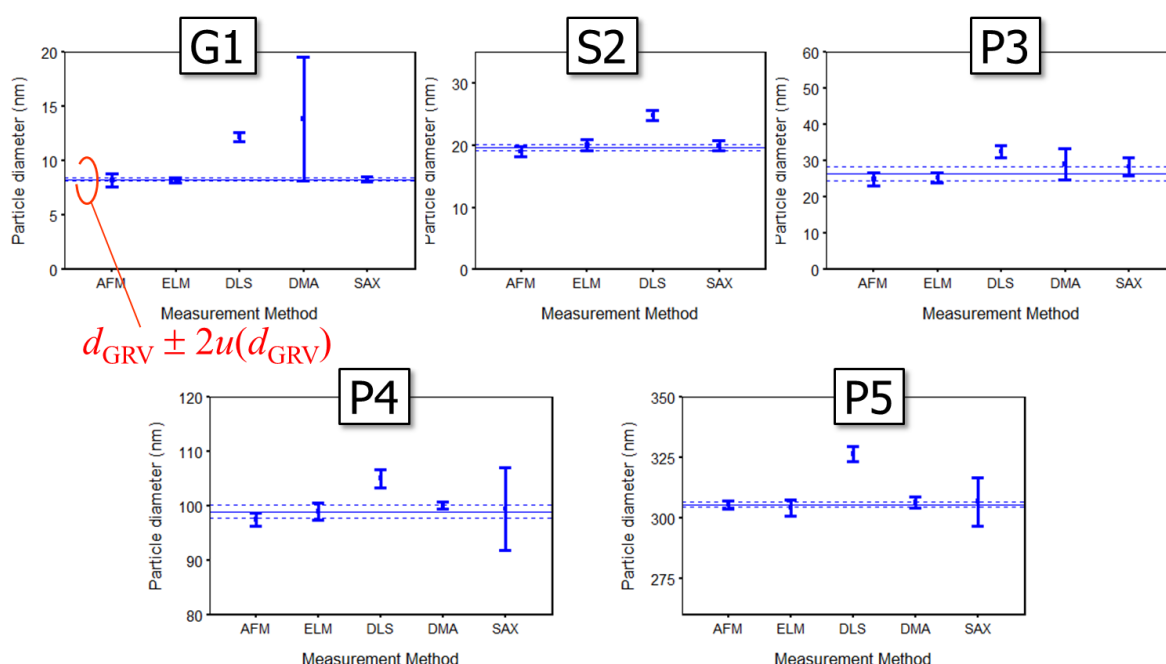 G1
Particle diameter (nm)
20
15
10
5
0
AFM ELM DLS DMA SAX
Measurement Method
d_GRV ± 2u(d_GRV)
S2
Particle diameter (nm)
30
20
10
0
AFM ELM DLS SAX
Measurement Method
P3
Particle diameter (nm)
60
50
40
30
20
10
0
AFM ELM DLS DMA SAX
Measurement Method
P4
Particle diameter (nm)
120
110
100
90
80
AFM ELM DLS DMA SAX
Measurement Method
P5
Particle diameter (nm)
350
325
300
275
AFM ELM DLS DMA SAX
Measurement Method